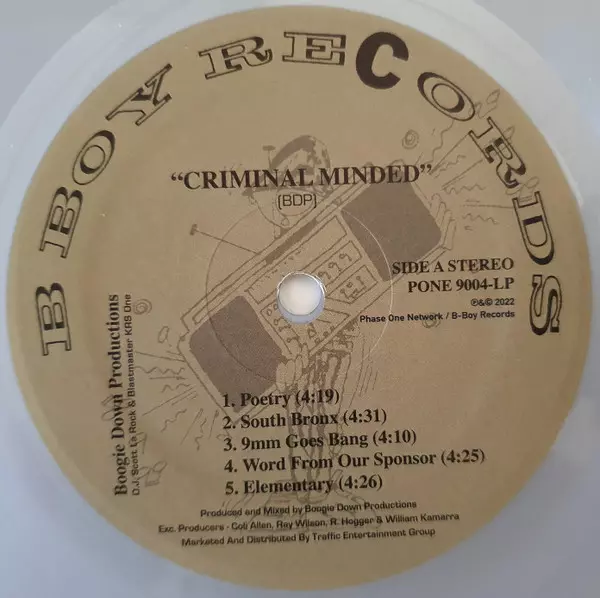 B BOY RECORDS
“CRIMINAL MINDED”
(BDP)
SIDE A STEREO
PONE 9004-LP
℗&© 2022
Phase One Network / B-Boy Records
Boogie Down Productions
D.J. Scott La Rock & Blastmaster KRS One
1. Poetry (4:19)
2. South Bronx (4:31)
3. 9mm Goes Bang (4:10)
4. Word From Our Sponsor (4:25)
5. Elementary (4:26)
Produced and Mixed by Boogie Down Productions
Exc. Producers - Coli Allen, Ray Wilson, R. Hegger & William Kamarra
Marketed And Distributed By Traffic Entertainment Group